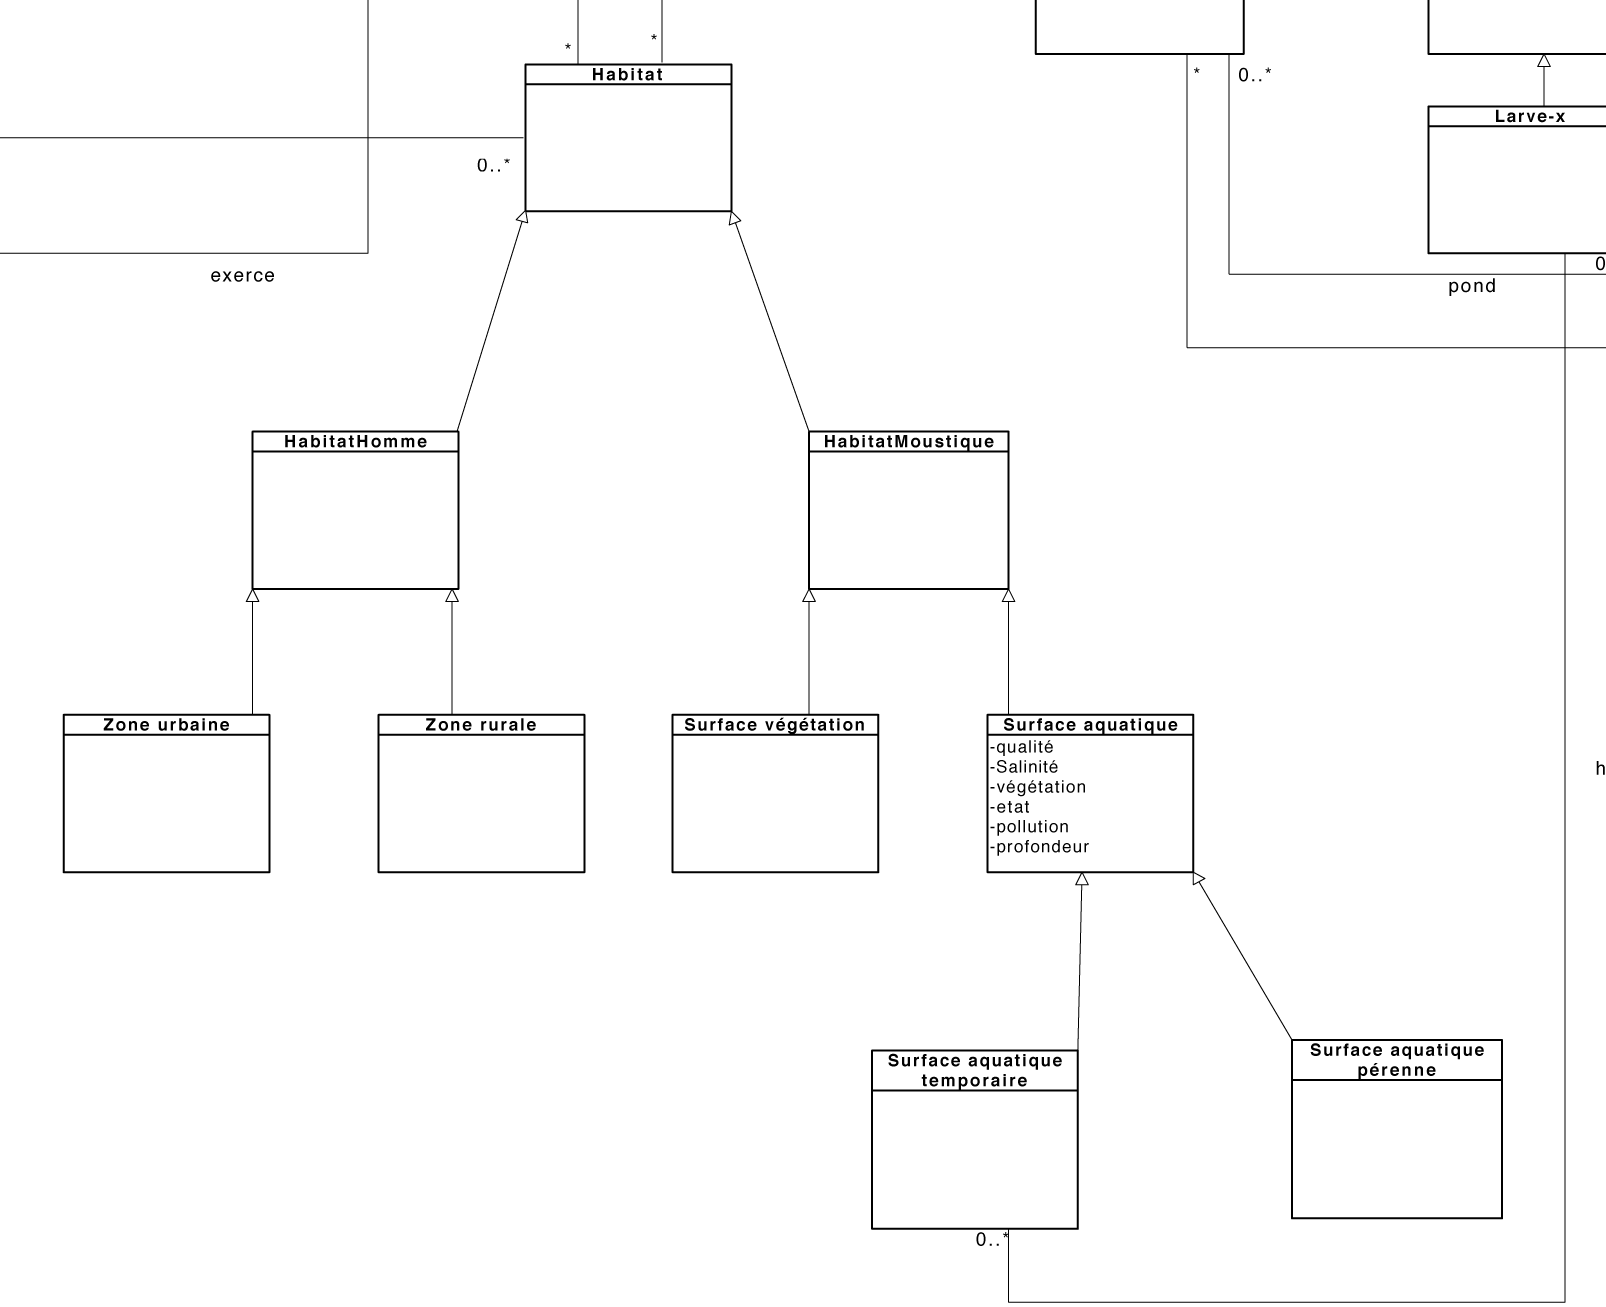 *
*
Habitat
*
0..*
Larve-x
0..*
exerce
0
pond
HabitatHomme
HabitatMoustique
Zone urbaine
Zone rurale
Surface végétation
Surface aquatique
-qualité
-Salinité
-végétation
-etat
-pollution
-profondeur
h
Surface aquatique
temporaire
Surface aquatique
pérenne
0..*